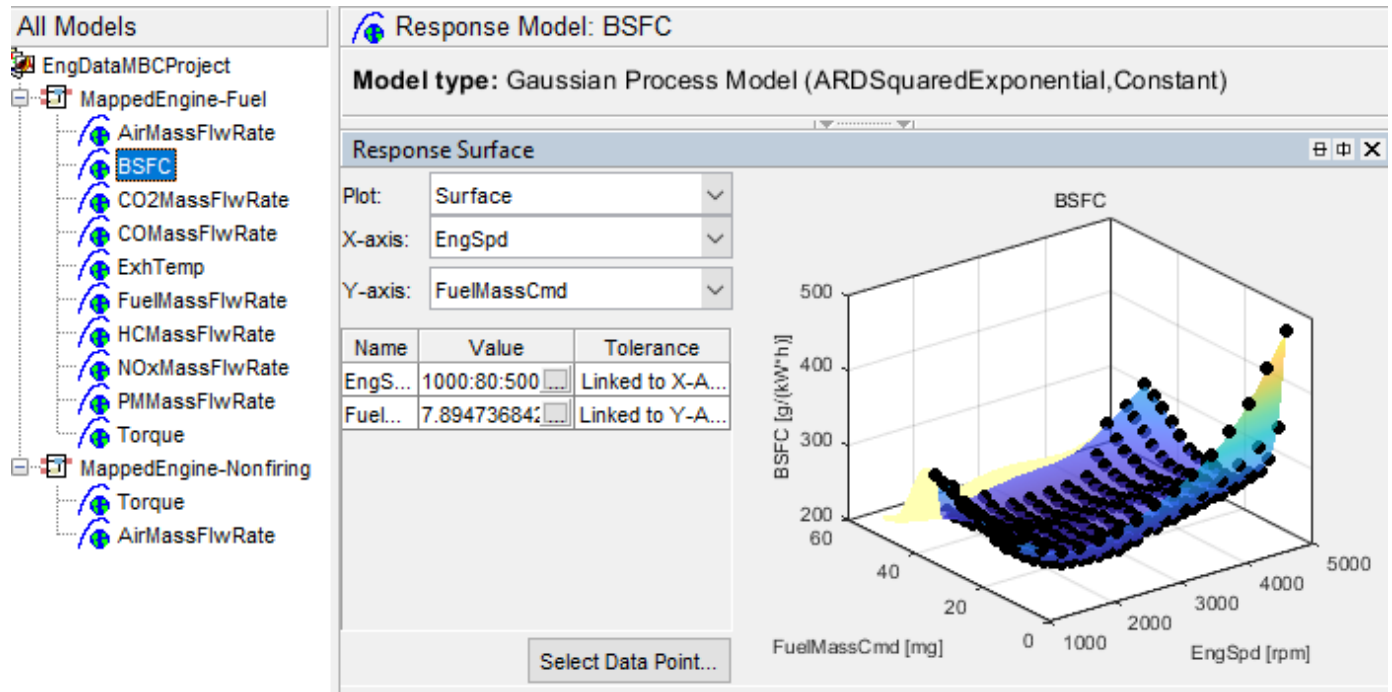 All Models
EngDataMBCProject
MappedEngine-Fuel
AirMassFlwRate
BSFC
CO2MassFlwRate
COMassFlwRate
ExhTemp
FuelMassFlwRate
HCMassFlwRate
NOxMassFlwRate
PMMassFlwRate
Torque
MappedEngine-Nonfiring
Torque
AirMassFlwRate
Response Model: BSFC
Model type: Gaussian Process Model (ARDSquaredExponential,Constant)
Response Surface
Plot: Surface
X-axis: EngSpd
Y-axis: FuelMassCmd
Name Value Tolerance
EngS... 1000:80:500 ... Linked to X-A...
Fuel... 7.894736842 ... Linked to Y-A...
Select Data Point...
BSFC
500
400
300
200
BSFC [g/(kW*h)]
60
40
20
0
FuelMassCmd [mg]
1000
2000
3000
4000
5000
EngSpd [rpm]